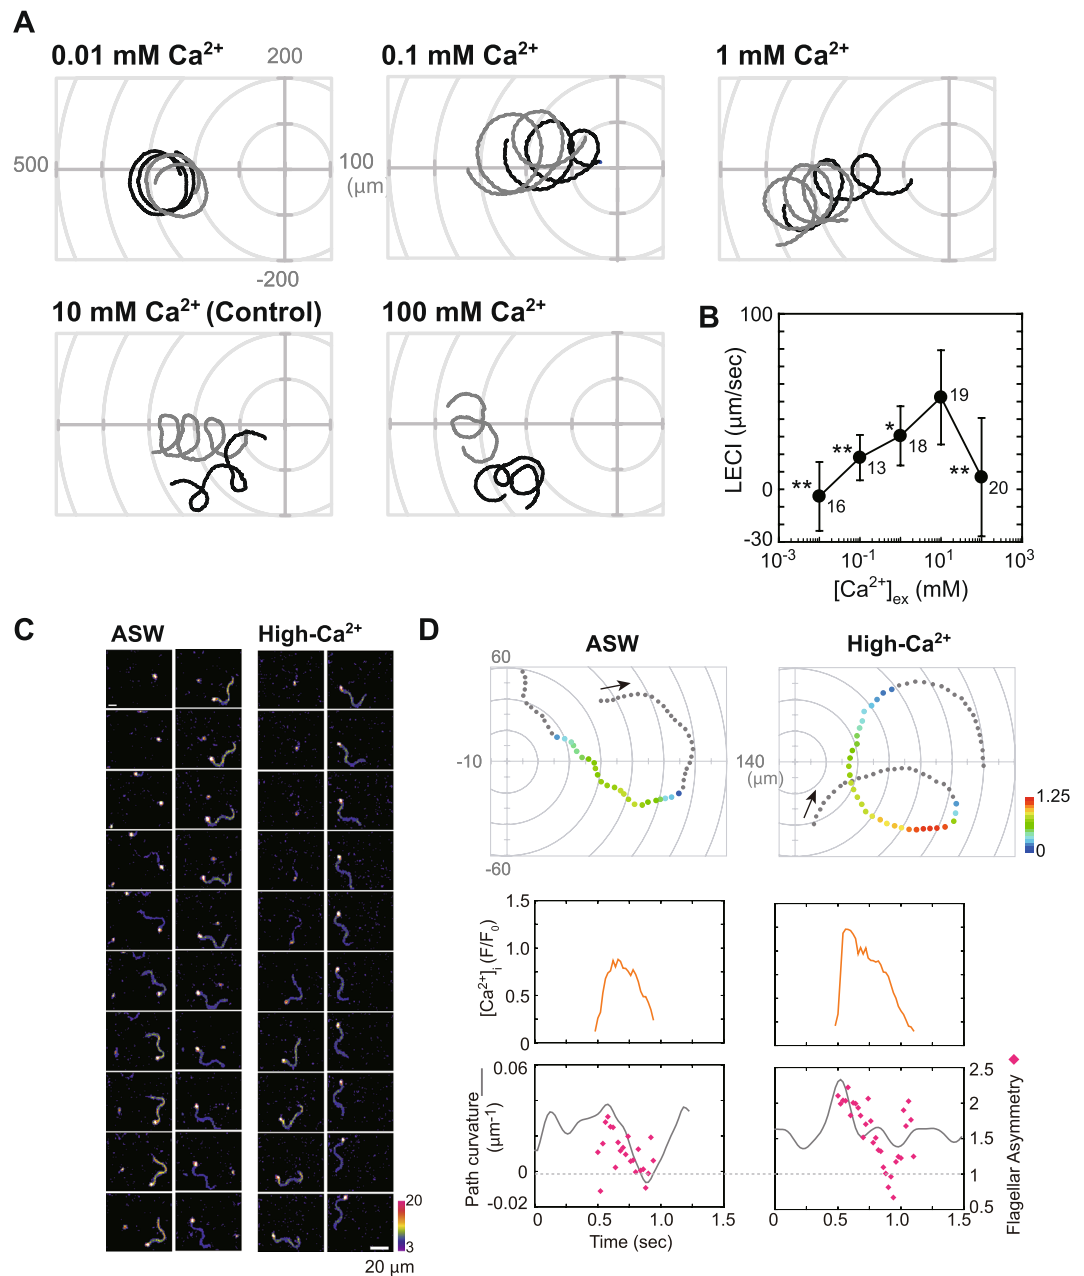 A
0.01 mM Ca²⁺
0.1 mM Ca²⁺
1 mM Ca²⁺
200
500
100
(µm
-200
10 mM Ca²⁺ (Control)
100 mM Ca²⁺
B
LECI (µm/sec)
100
0
-30
**
16
**
13
*
18
19
**
20
10⁻³
10⁻¹
10¹
10³
[Ca²⁺]ex (mM)
C
ASW
High-Ca²⁺
20
3
20 µm
D
ASW
High-Ca²⁺
60
-10
-60
140
(µm)
1.25
0
[Ca²⁺]i (F/F₀)
1.5
1.0
0.5
0
Path curvature
(µm⁻¹)
0.06
0
-0.02
0
0.5
1.0
Time (sec)
0
0.5
1.0
1.5
2.5
2
1.5
1
0.5
Flagellar Asymmetry